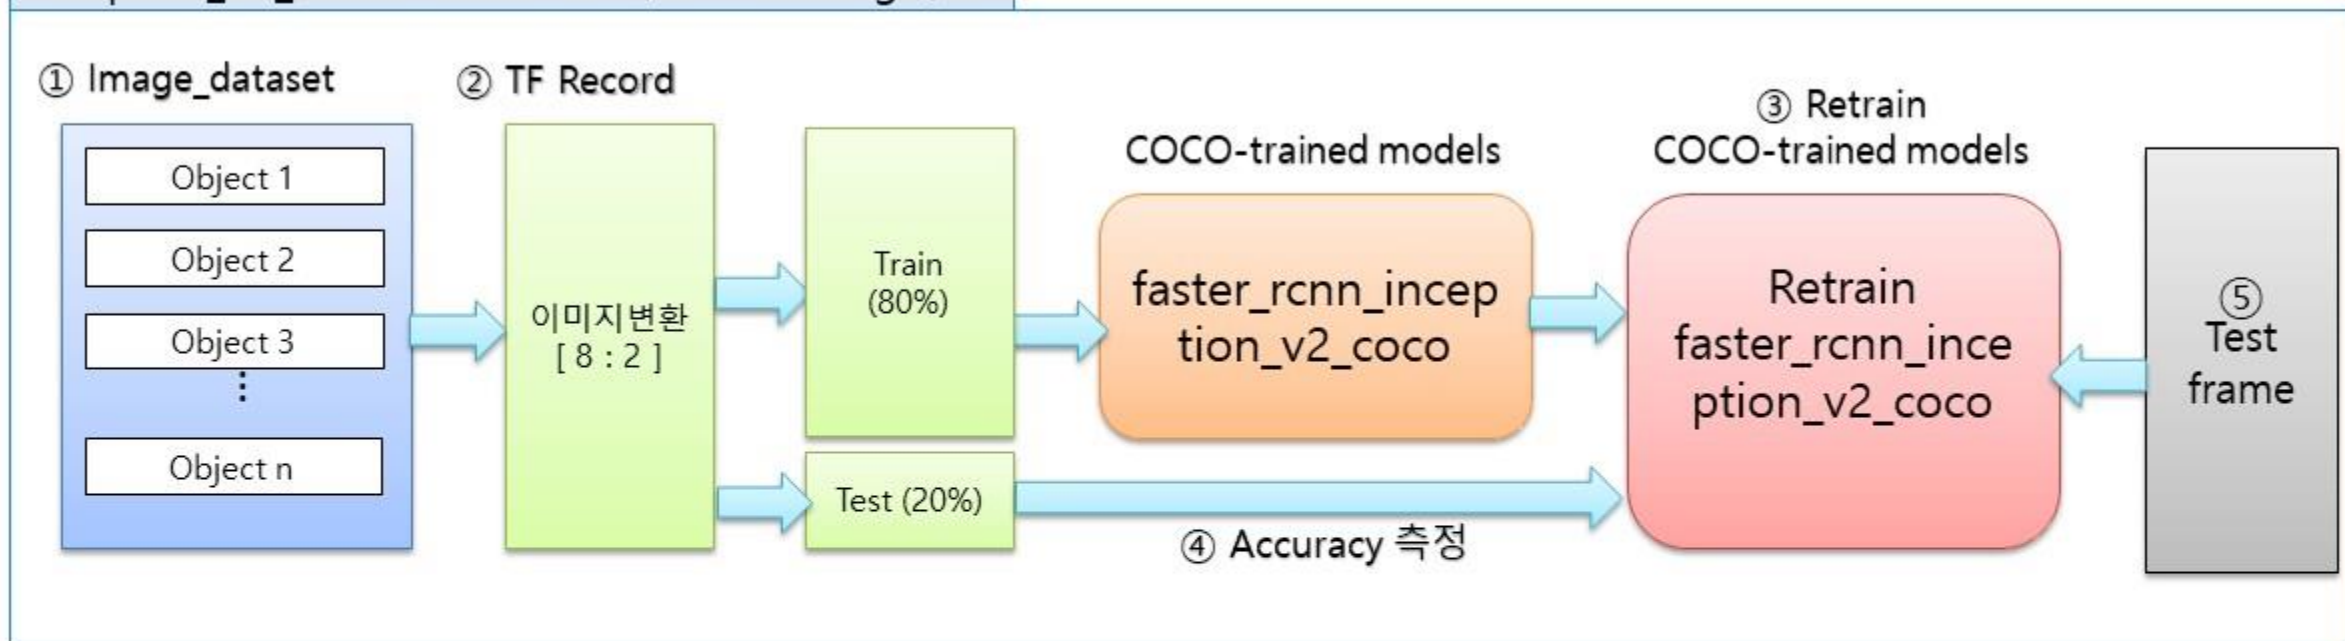 ① Image_dataset
② TF Record
③ Retrain
COCO-trained models
COCO-trained models
Object 1
Object 2
Object 3
⋮
Object n
이미지변환
[ 8 : 2 ]
Train
(80%)
Test (20%)
faster_rcnn_incep
tion_v2_coco
Retrain
faster_rcnn_ince
ption_v2_coco
⑤
Test
frame
④ Accuracy 측정